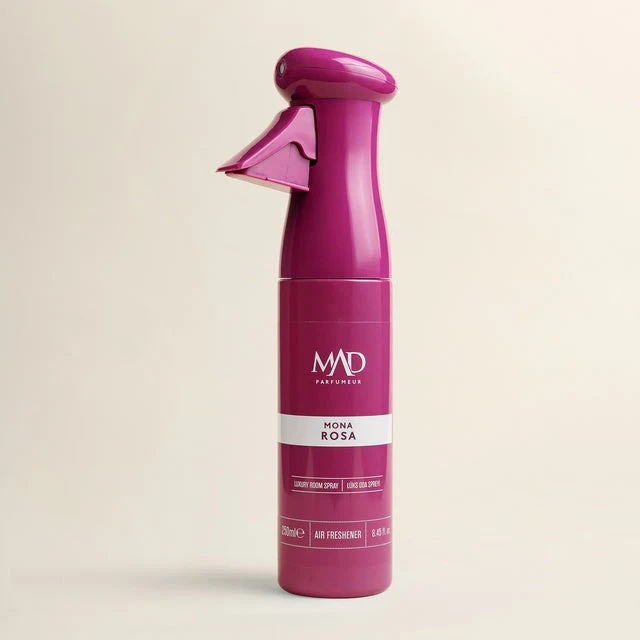 MAD
PARFUMEUR
MONA
ROSA
LUXURY ROOM SPRAY | LÜKS ODA SPREYİ
250ml℮ | AIR FRESHENER | 8.45 fl. oz